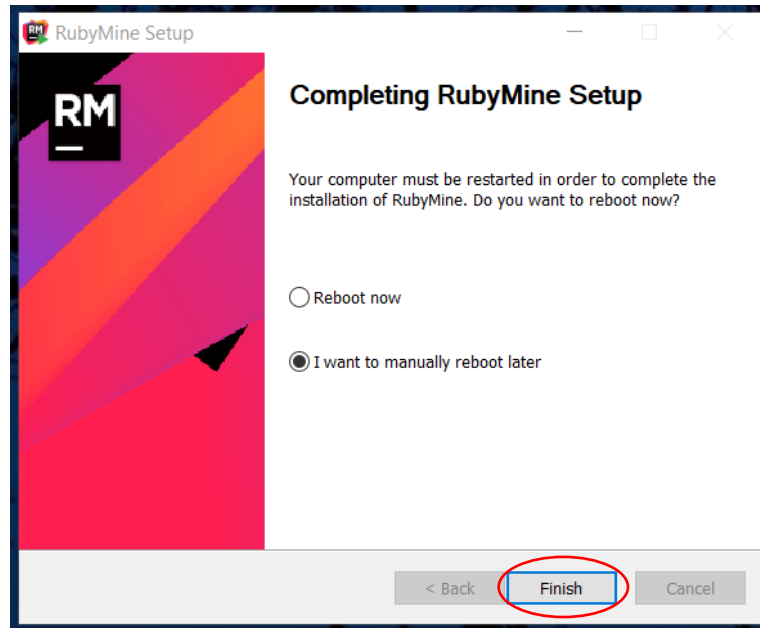 RubyMine Setup
RM
Completing RubyMine Setup
Your computer must be restarted in order to complete the
installation of RubyMine. Do you want to reboot now?
Reboot now
I want to manually reboot later
< Back
Finish
Cancel